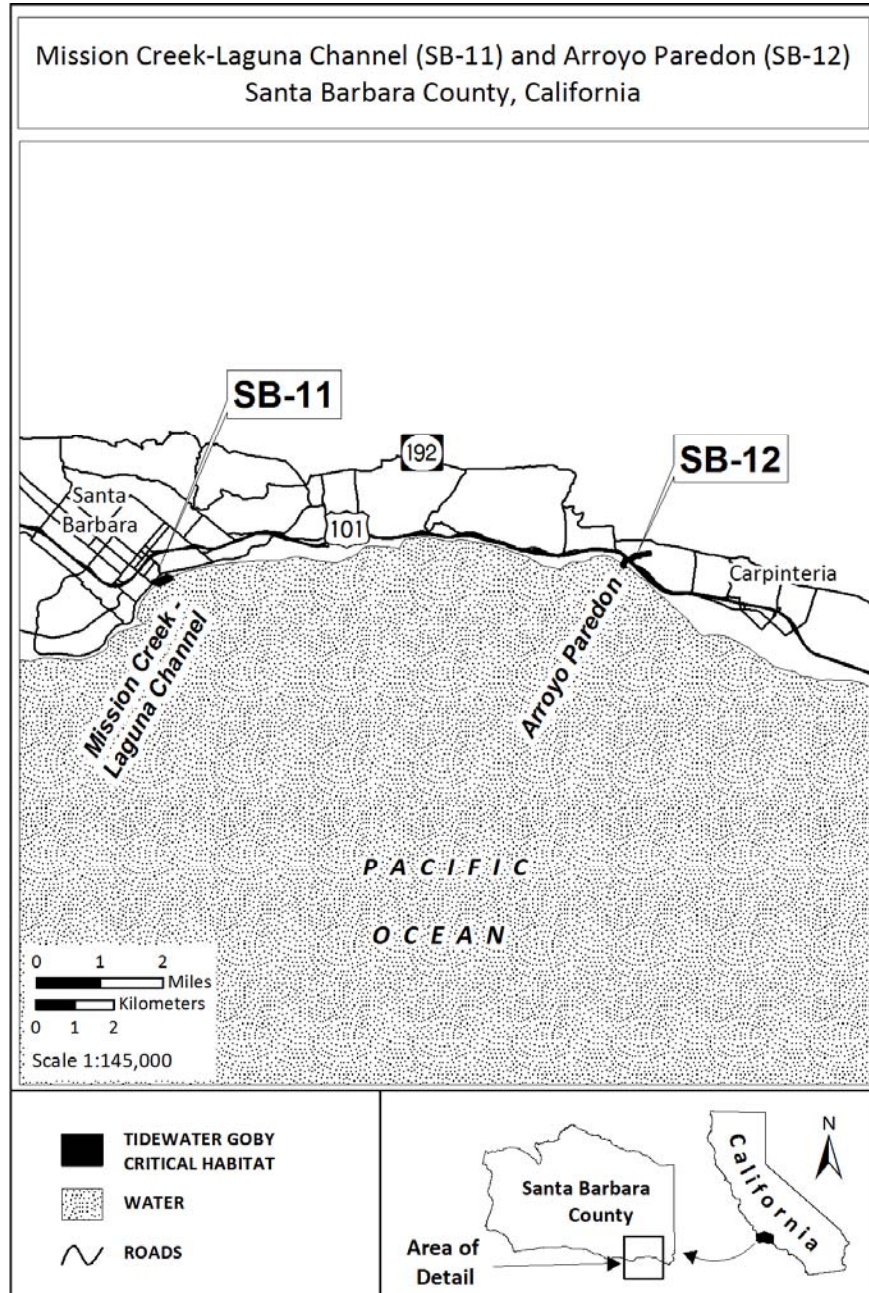 Mission Creek-Laguna Channel (SB-11) and Arroyo Paredon (SB-12)
Santa Barbara County, California
SB-11
192
SB-12
Santa
Barbara
101
Carpinteria
Mission Creek -
Laguna Channel
Arroyo Paredon
PACIFIC
OCEAN
0 1 2
Miles
Kilometers
0 1 2
Scale 1:145,000
TIDEWATER GOBY
CRITICAL HABITAT
WATER
ROADS
Santa Barbara
County
Area of
Detail
California
N